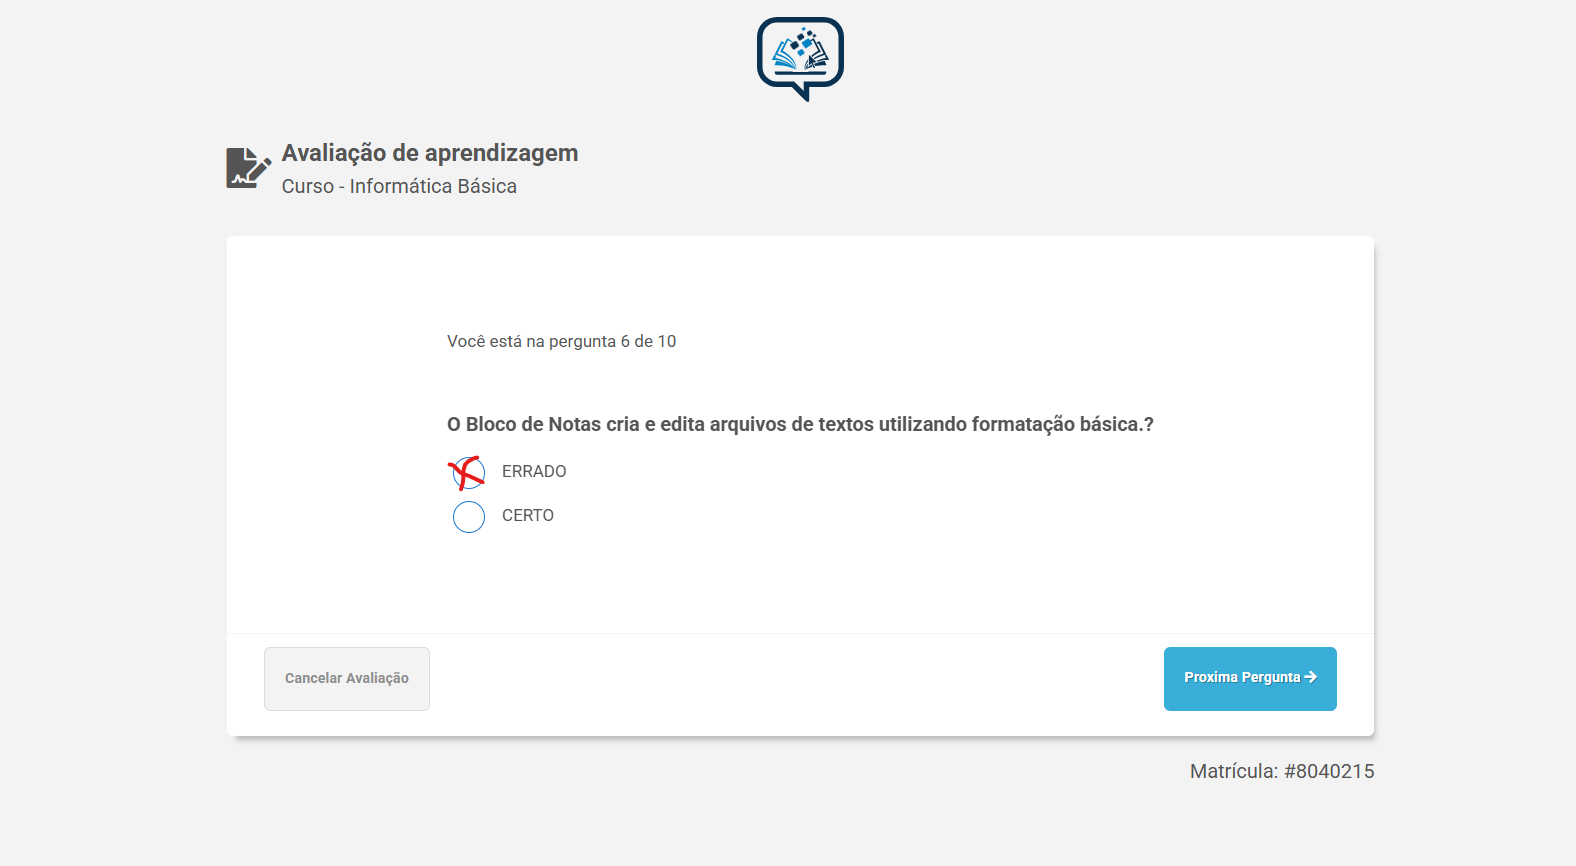 Avaliação de aprendizagem
Curso - Informática Básica
Você está na pergunta 6 de 10
O Bloco de Notas cria e edita arquivos de textos utilizando formatação básica.?
ERRADO
CERTO
Cancelar Avaliação
Proxima Pergunta
Matrícula: #8040215